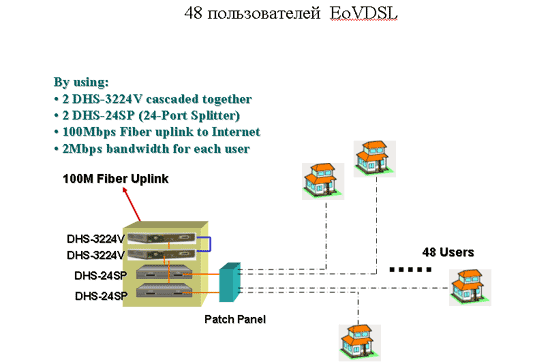 48 пользователей EoVDSL
By using:
• 2 DHS-3224V cascaded together
• 2 DHS-24SP (24-Port Splitter)
• 100Mbps Fiber uplink to Internet
• 2Mbps bandwidth for each user
100M Fiber Uplink
DHS-3224V
DHS-3224V
DHS-24SP
DHS-24SP
48 Users
Patch Panel